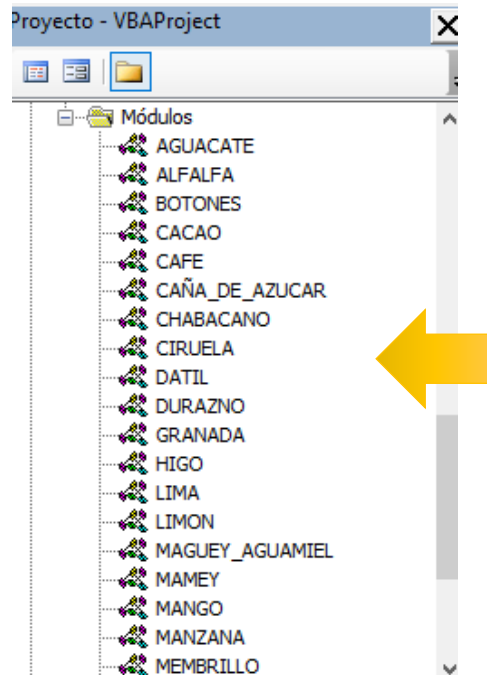 Proyecto - VBAProject
Módulos
AGUACATE
ALFALFA
BOTONES
CACAO
CAFE
CAÑA_DE_AZUCAR
CHABACANO
CIRUELA
DATIL
DURAZNO
GRANADA
HIGO
LIMA
LIMON
MAGUEY_AGUAMIEL
MAMEY
MANGO
MANZANA
MEMBRILLO